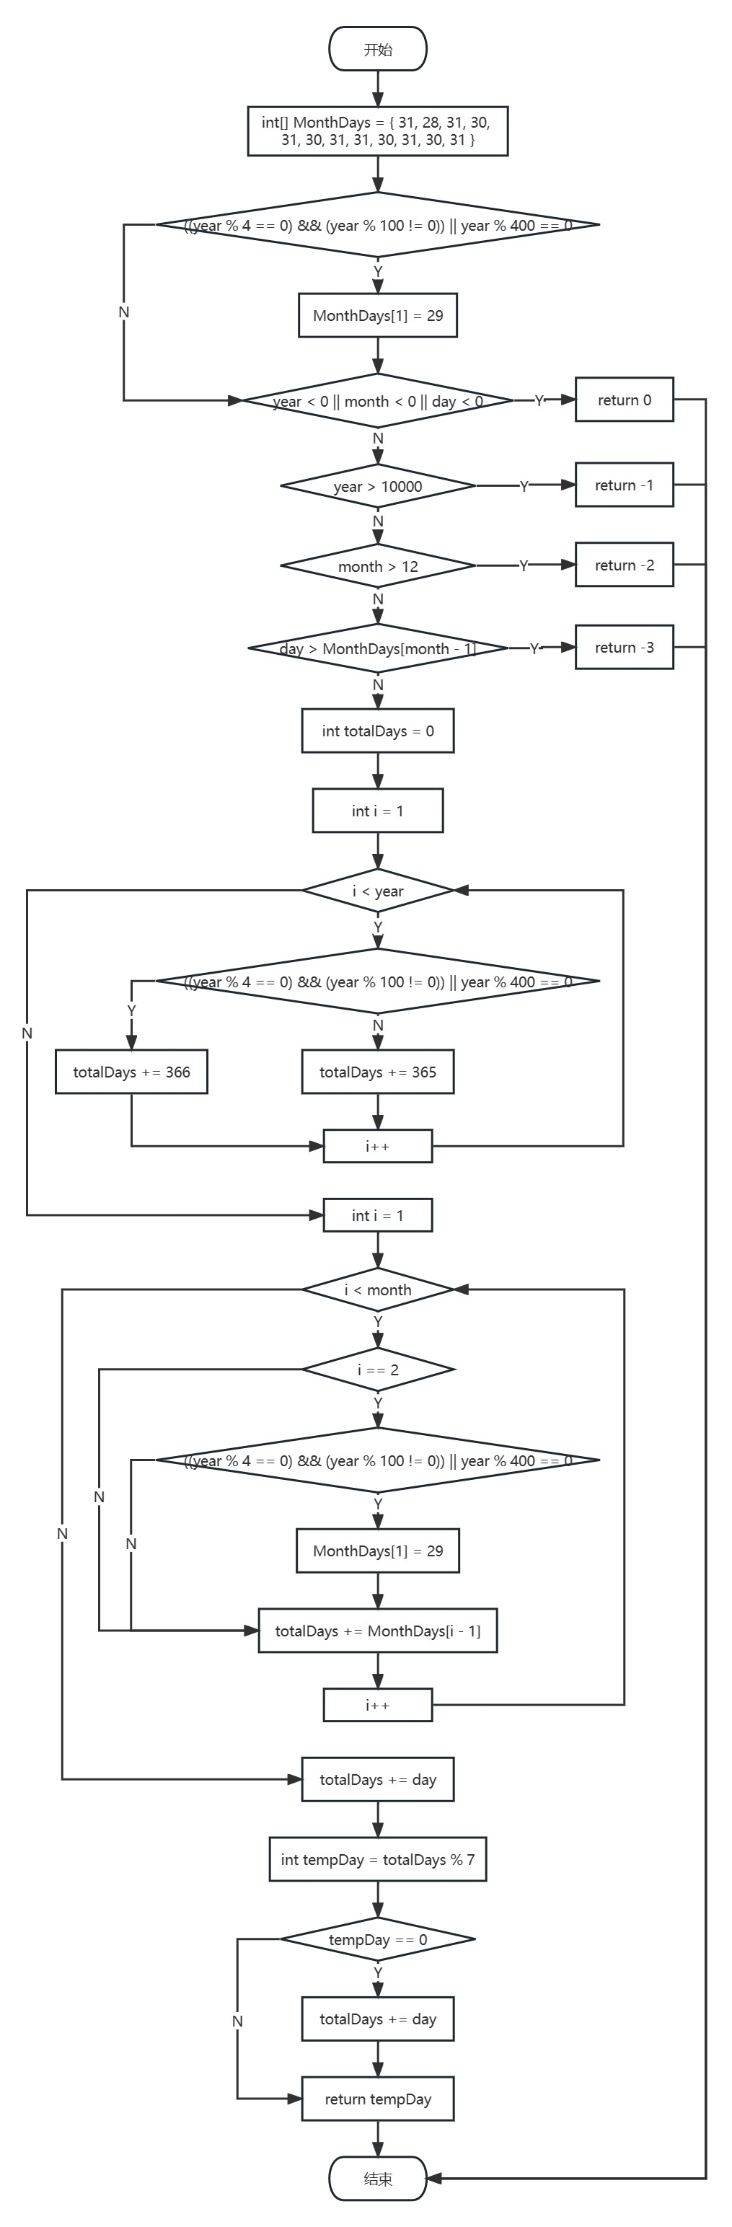 开始
int[] MonthDays = { 31, 28, 31, 30,
31, 30, 31, 31, 30, 31, 30, 31 }
((year % 4 == 0) && (year % 100 != 0)) || year % 400 == 0
Y
N
MonthDays[1] = 29
year < 0 || month < 0 || day < 0
Y
return 0
N
year > 10000
Y
return -1
N
month > 12
Y
return -2
N
day > MonthDays[month - 1]
Y
return -3
N
int totalDays = 0
int i = 1
i < year
Y
((year % 4 == 0) && (year % 100 != 0)) || year % 400 == 0
Y
N
N
totalDays += 366
totalDays += 365
i++
int i = 1
i < month
Y
i == 2
Y
((year % 4 == 0) && (year % 100 != 0)) || year % 400 == 0
N
Y
N
N
MonthDays[1] = 29
totalDays += MonthDays[i - 1]
i++
totalDays += day
int tempDay = totalDays % 7
tempDay == 0
Y
N
totalDays += day
return tempDay
结束